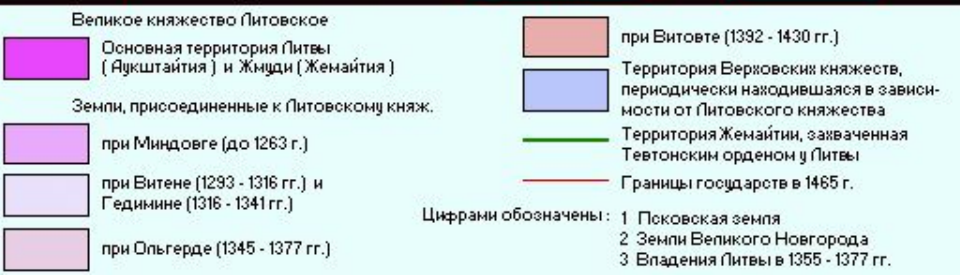 Великое княжество Литовское
Основная территория Литвы
( Аукштайтия ) и Жмуди ( Жемайтия )
Земли, присоединенные к Литовскому княж.
при Миндовге (до 1263 г.)
при Витене (1293 - 1316 гг.) и
Гедимине (1316 - 1341 гг.)
при Ольгерде (1345 - 1377 гг.)
при Витовте (1392 - 1430 гг.)
Территория Верховских княжеств,
периодически находившаяся в зависи-
мости от Литовского княжества
Территория Жемайтии, захваченная
Тевтонским орденом у Литвы
Границы государств в 1465 г.
Цифрами обозначены : 1 Псковская земля
2 Земли Великого Новгорода
3 Владения Литвы в 1355 - 1377 гг.